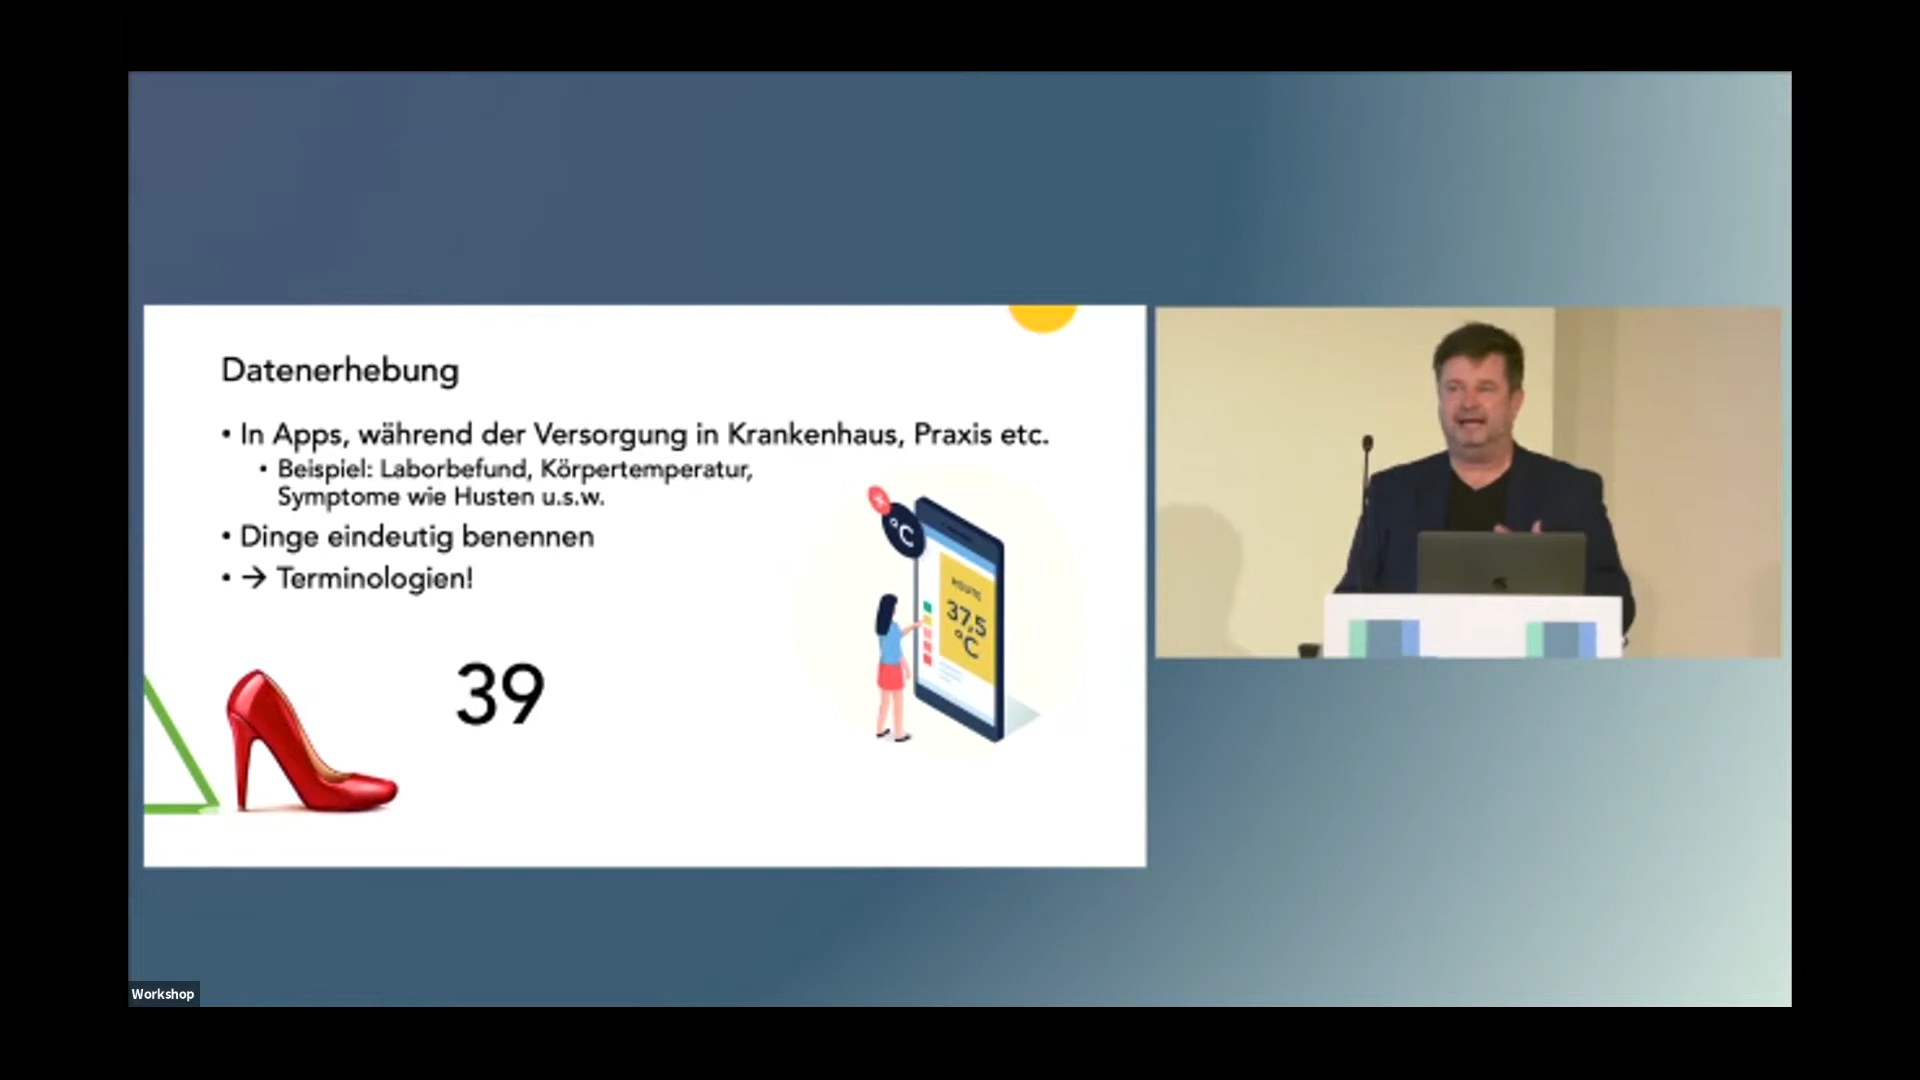 Datenerhebung
• In Apps, während der Versorgung in Krankenhaus, Praxis etc.
• Beispiel: Laborbefund, Körpertemperatur,
Symptome wie Husten u.s.w.
• Dinge eindeutig benennen
• → Terminologien!
39
°C
HEUTE
37,5
°C
Workshop